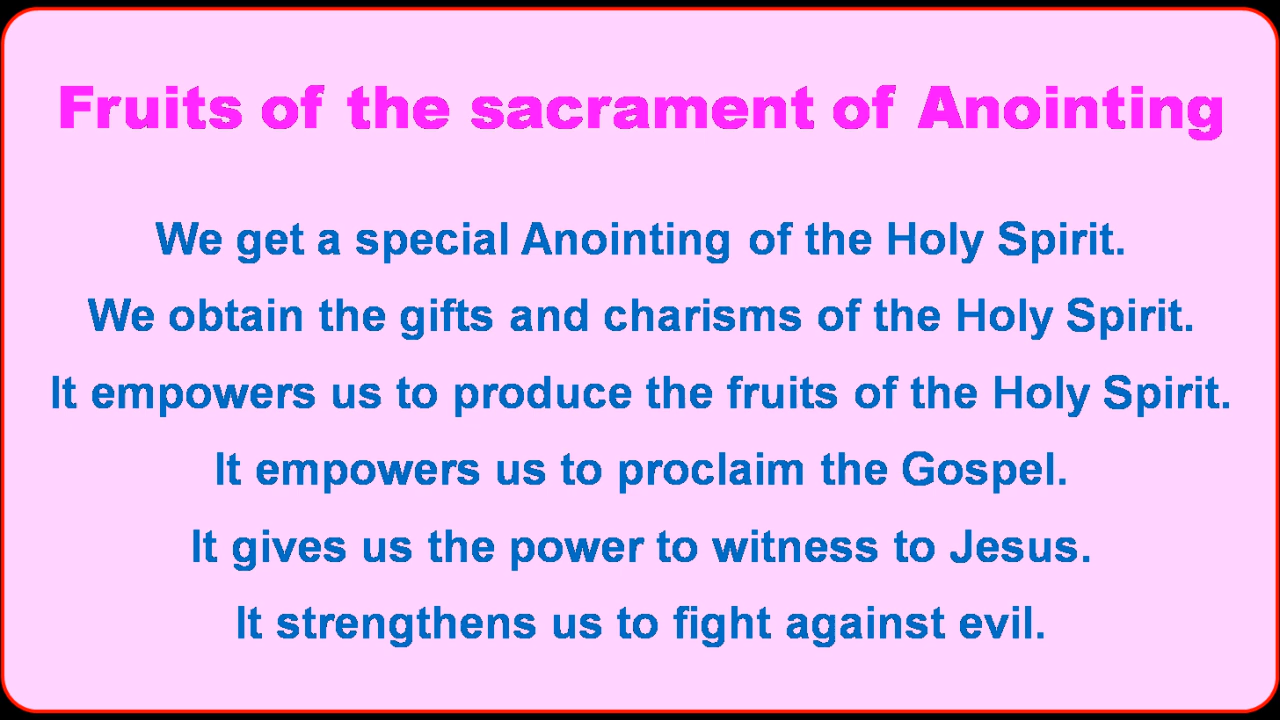 Fruits of the sacrament of Anointing
We get a special Anointing of the Holy Spirit.
We obtain the gifts and charisms of the Holy Spirit.
It empowers us to produce the fruits of the Holy Spirit.
It empowers us to proclaim the Gospel.
It gives us the power to witness to Jesus.
It strengthens us to fight against evil.